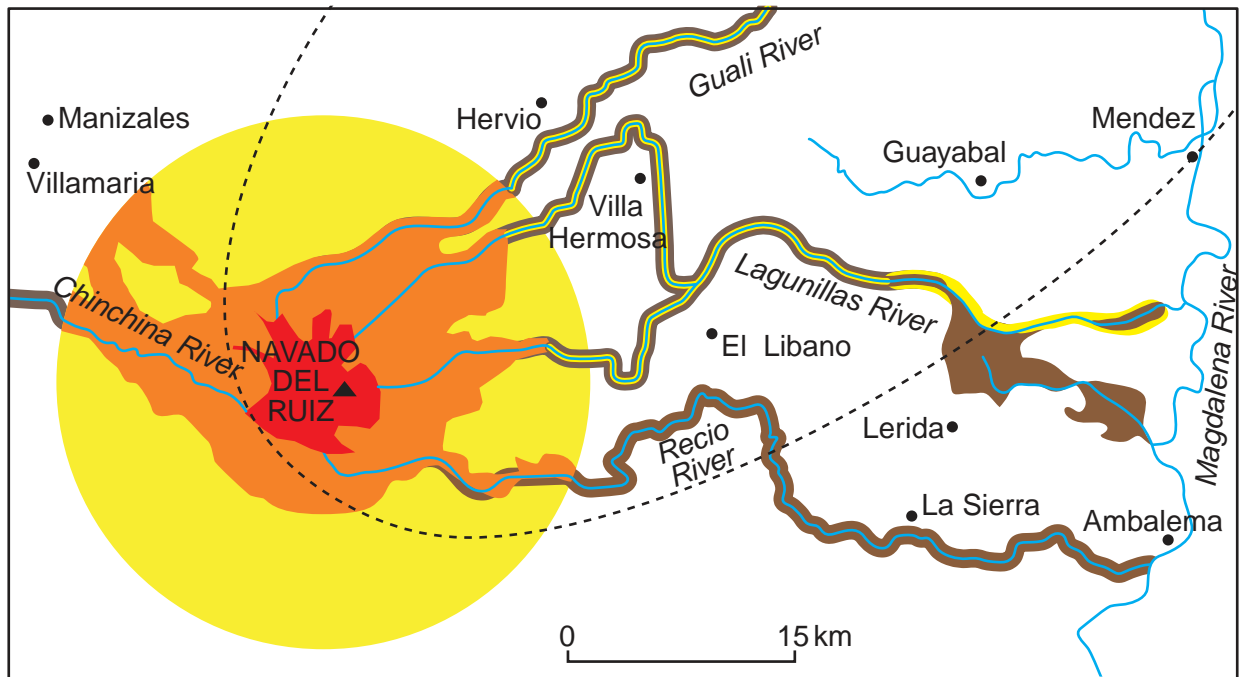 Guali River
Manizales
Hervio
Mendez
Villamaria
Guayabal
Villa
Hermosa
Chinchina River
Lagunillas River
Magdalena River
NAVADO
DEL
RUIZ
El Libano
Lerida
Recio
River
La Sierra
Ambalema
0 15 km